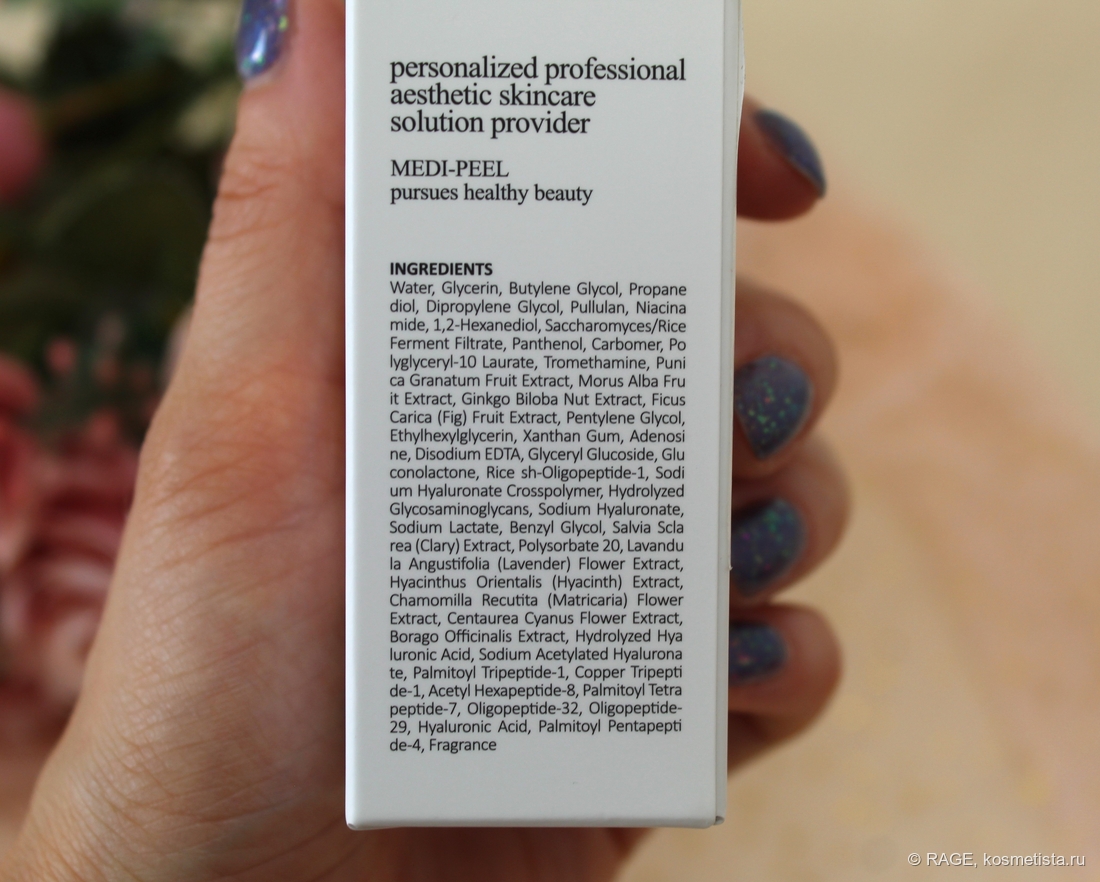 personalized professional
aesthetic skincare
solution provider
MEDI-PEEL
pursues healthy beauty
INGREDIENTS
Water, Glycerin, Butylene Glycol, Propane
diol, Dipropylene Glycol, Pullulan, Niacina
mide, 1,2-Hexanediol, Saccharomyces/Rice
Ferment Filtrate, Panthenol, Carbomer, Po
lyglyceryl-10 Laurate, Tromethamine, Puni
ca Granatum Fruit Extract, Morus Alba Fru
it Extract, Ginkgo Biloba Nut Extract, Ficus
Carica (Fig) Fruit Extract, Pentylene Glycol,
Ethylhexylglycerin, Xanthan Gum, Adenosi
ne, Disodium EDTA, Glyceryl Glucoside, Glu
conolactone, Rice sh-Oligopeptide-1, Sodi
um Hyaluronate Crosspolymer, Hydrolyzed
Glycosaminoglycans, Sodium Hyaluronate,
Sodium Lactate, Benzyl Glycol, Salvia Scla
rea (Clary) Extract, Polysorbate 20, Lavandu
la Angustifolia (Lavender) Flower Extract,
Hyacinthus Orientalis (Hyacinth) Extract,
Chamomilla Recutita (Matricaria) Flower
Extract, Centaurea Cyanus Flower Extract,
Borago Officinalis Extract, Hydrolyzed Hya
luronic Acid, Sodium Acetylated Hyalurona
te, Palmitoyl Tripeptide-1, Copper Tripepti
de-1, Acetyl Hexapeptide-8, Palmitoyl Tetra
peptide-7, Oligopeptide-32, Oligopeptide-
29, Hyaluronic Acid, Palmitoyl Pentapepti
de-4, Fragrance
© RAGE, kosmetista.ru